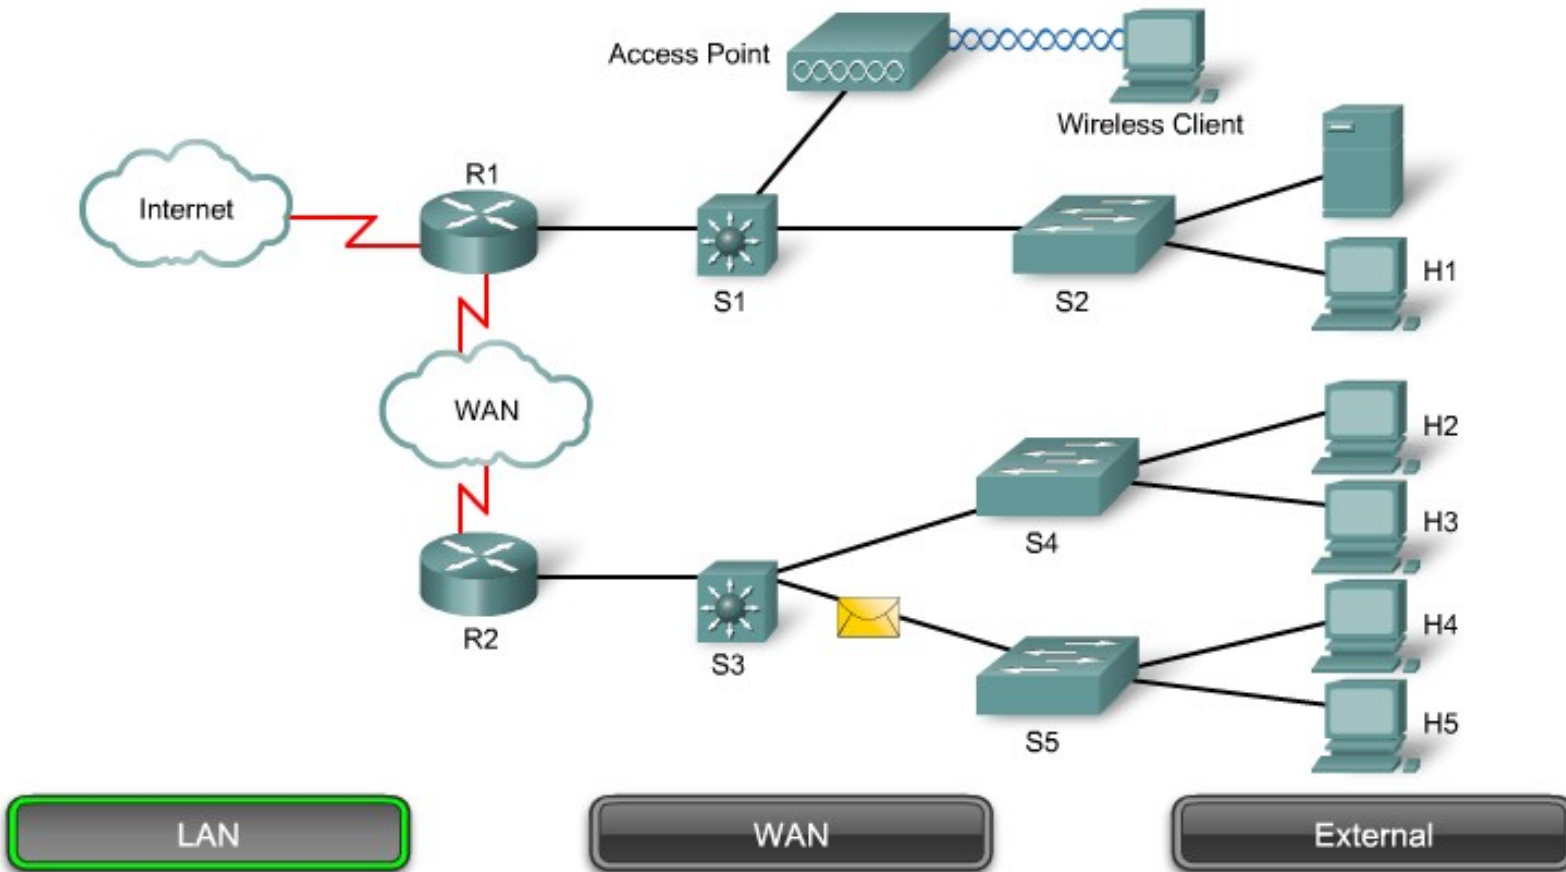 Access Point
Wireless Client
Internet
R1
S1
S2
H1
WAN
H2
H3
S4
R2
S3
H4
H5
S5
LAN
WAN
External